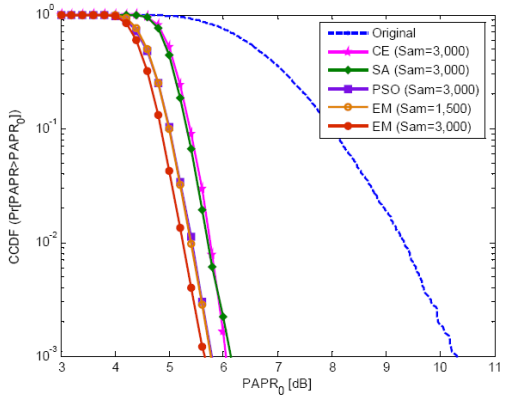 10^0
10^-1
10^-2
10^-3
CCDF (Pr[PAPR>PAPR_0])
Original
CE (Sam=3,000)
SA (Sam=3,000)
PSO (Sam=3,000)
EM (Sam=1,500)
EM (Sam=3,000)
3 4 5 6 7 8 9 10 11
PAPR_0 [dB]